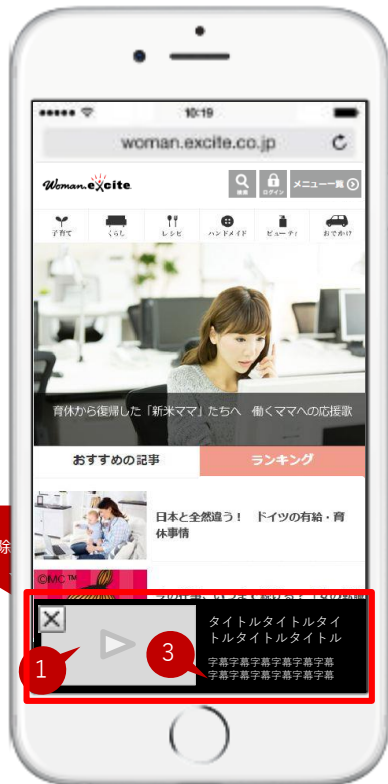 10:19
woman.excite.co.jp
Woman.excite
検索
ログイン
メニュー一覧
子育て
くらし
レシピ
ハンドメイド
ビューティ
おでかけ
育休から復帰した「新米ママ」たちへ 働くママへの応援歌
おすすめの記事
ランキング
日本と全然違う! ドイツの有給・育
休事情
除
©MC™
タイトルタイトルタイ
トルタイトルタイトル
字幕字幕字幕字幕字幕字幕
字幕字幕字幕字幕字幕字幕
1
3